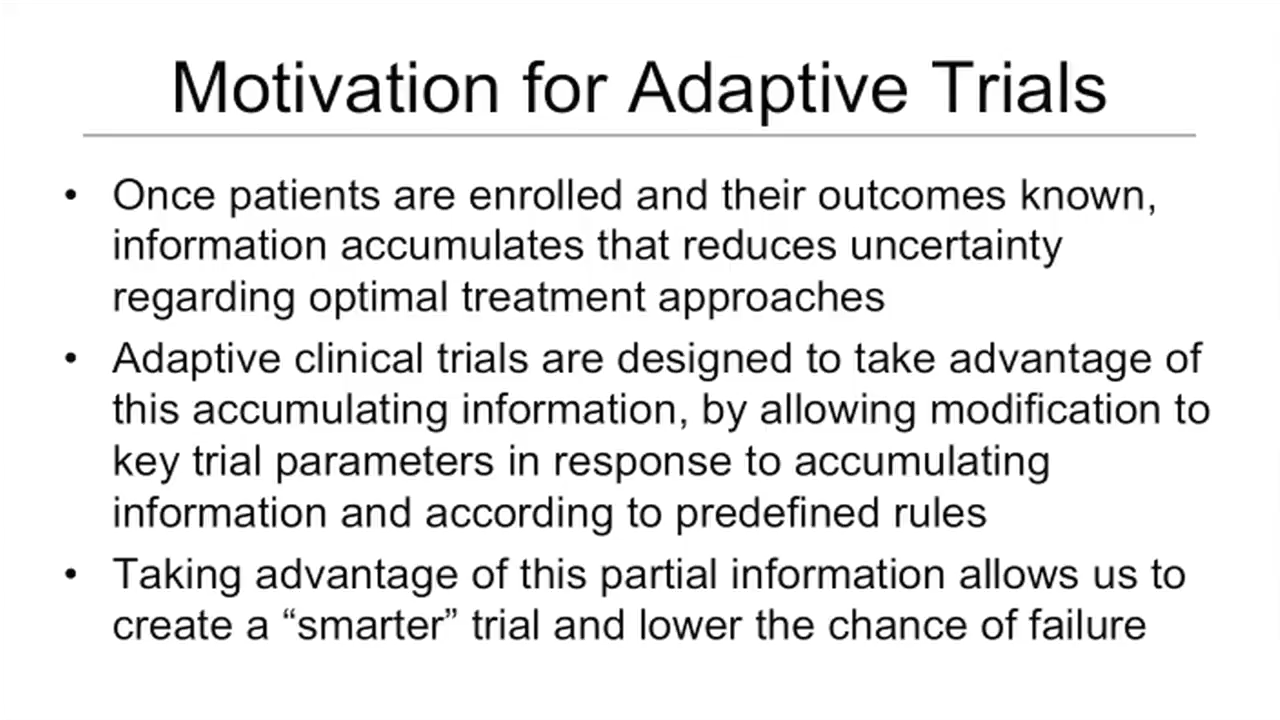 Motivation for Adaptive Trials
• Once patients are enrolled and their outcomes known,
information accumulates that reduces uncertainty
regarding optimal treatment approaches
• Adaptive clinical trials are designed to take advantage of
this accumulating information, by allowing modification to
key trial parameters in response to accumulating
information and according to predefined rules
• Taking advantage of this partial information allows us to
create a “smarter” trial and lower the chance of failure